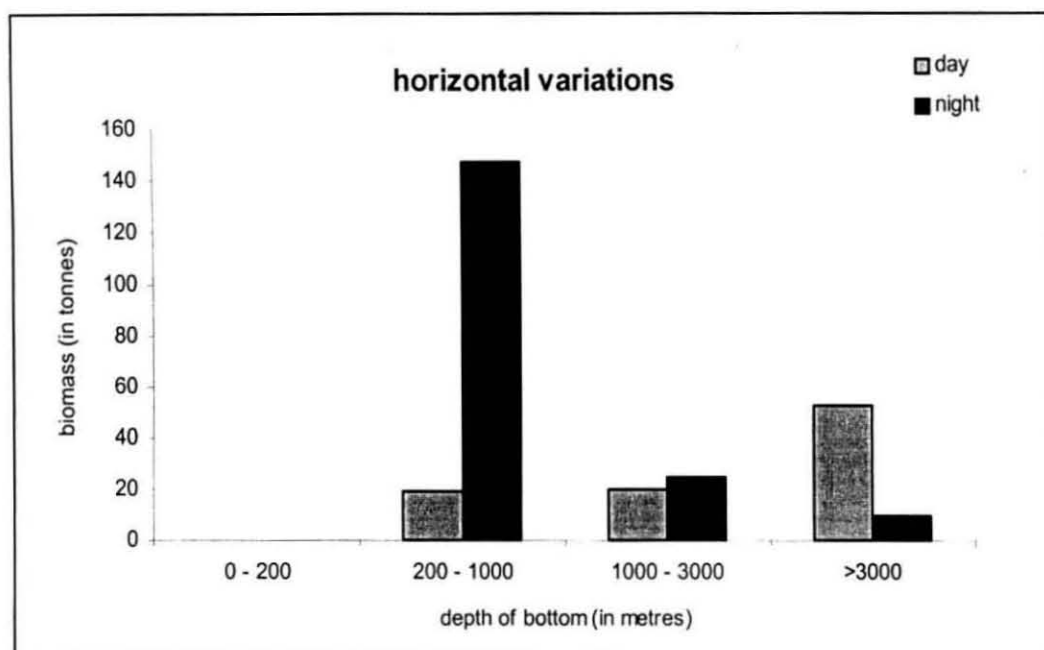 horizontal variations
day
night
biomass (in tonnes)
160
140
120
100
80
60
40
20
0
0 - 200
200 - 1000
1000 - 3000
>3000
depth of bottom (in metres)